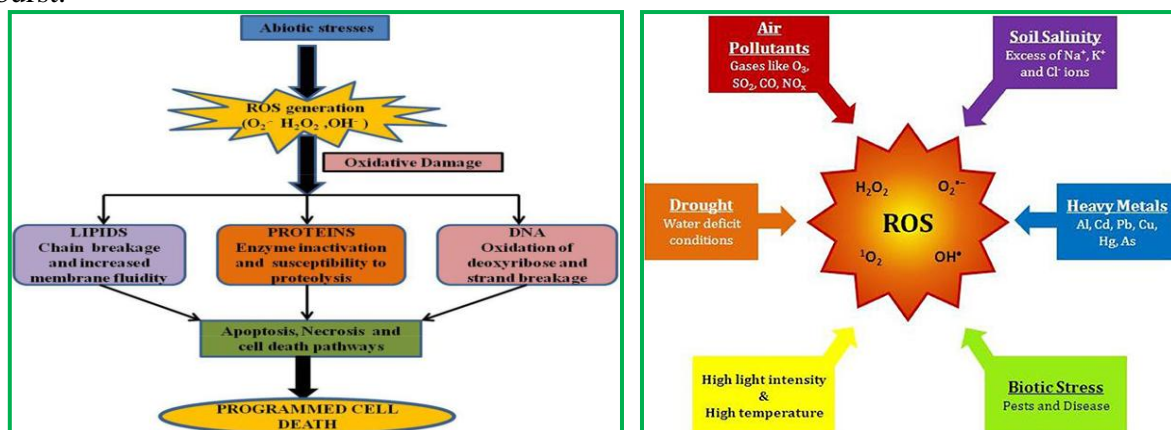 burst.
Abiotic stresses
ROS generation
(O₂⁻ H₂O₂ ,OH⁻ )
Oxidative Damage
LIPIDS
Chain breakage
and increased
membrane fluidity
PROTEINS
Enzyme inactivation
and susceptibility to
proteolysis
DNA
Oxidation of
deoxyribose and
strand breakage
Apoptosis, Necrosis and
cell death pathways
PROGRAMMED CELL
DEATH
Air
Pollutants
Gases like O₃,
SO₂, CO, NOₓ
Soil Salinity
Excess of Na⁺, K⁺
and Cl⁻ ions
Drought
Water deficit
conditions
H₂O₂ O₂•⁻
ROS
¹O₂ OH•
Heavy Metals
Al, Cd, Pb, Cu,
Hg, As
High light intensity
&
High temperature
Biotic Stress
Pests and Disease